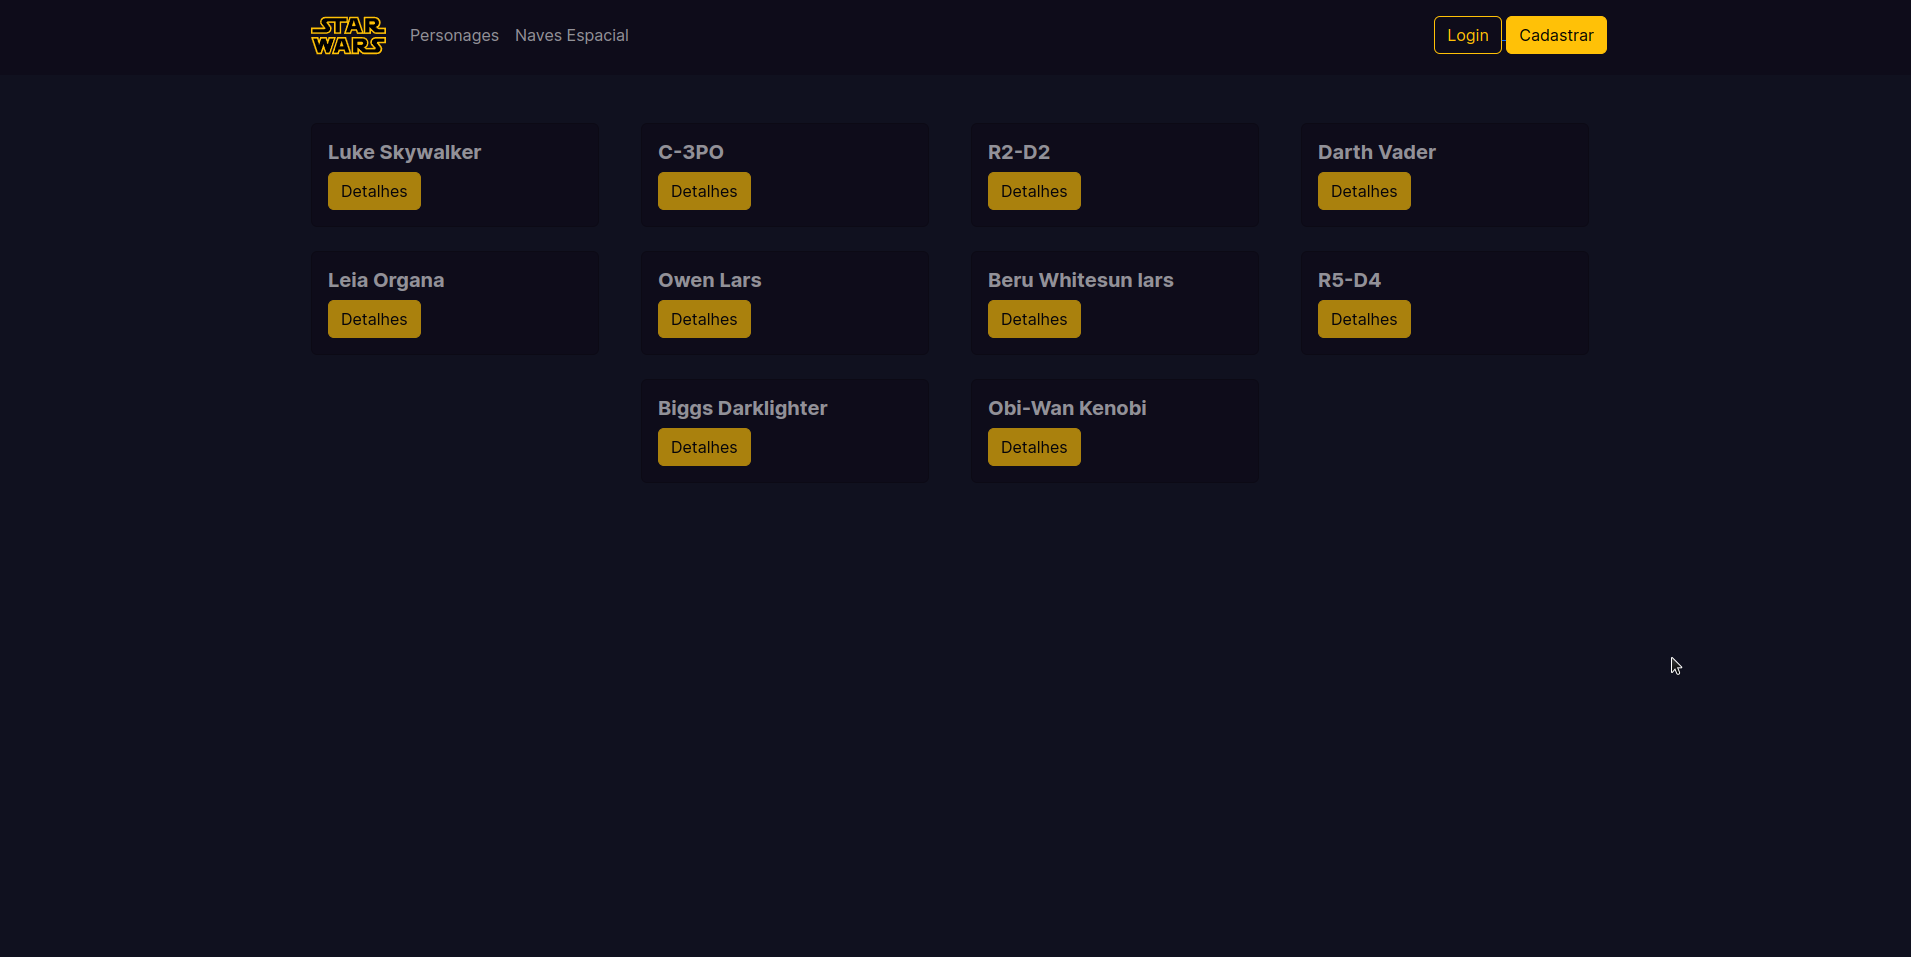 STAR
WARS
Personages
Naves Espacial
Login
Cadastrar
Luke Skywalker
Detalhes
C-3PO
Detalhes
R2-D2
Detalhes
Darth Vader
Detalhes
Leia Organa
Detalhes
Owen Lars
Detalhes
Beru Whitesun lars
Detalhes
R5-D4
Detalhes
Biggs Darklighter
Detalhes
Obi-Wan Kenobi
Detalhes